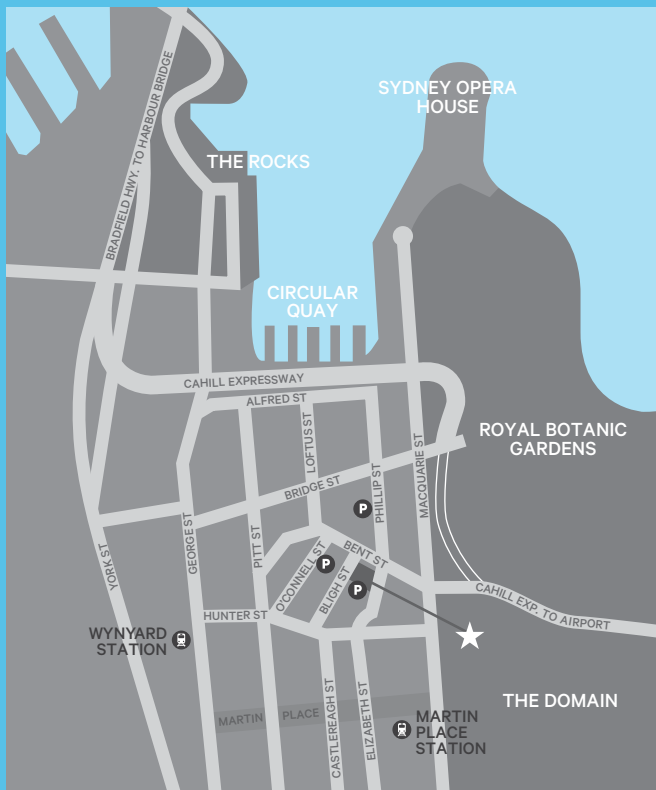 SYDNEY OPERA
HOUSE
BRADFIELD HWY. TO HARBOUR BRIDGE
THE ROCKS
CIRCULAR
QUAY
CAHILL EXPRESSWAY
ALFRED ST
LOFTUS ST
ROYAL BOTANIC
GARDENS
MACQUARIE ST
PHILLIP ST
BRIDGE ST
P
GEORGE ST
PITT ST
YORK ST
BENT ST
O'CONNELL ST
P
BLIGH ST
P
CAHILL EXP. TO AIRPORT
HUNTER ST
WYNYARD
STATION
THE DOMAIN
MARTIN PLACE
CASTLEREAGH ST
ELIZABETH ST
MARTIN
PLACE
STATION